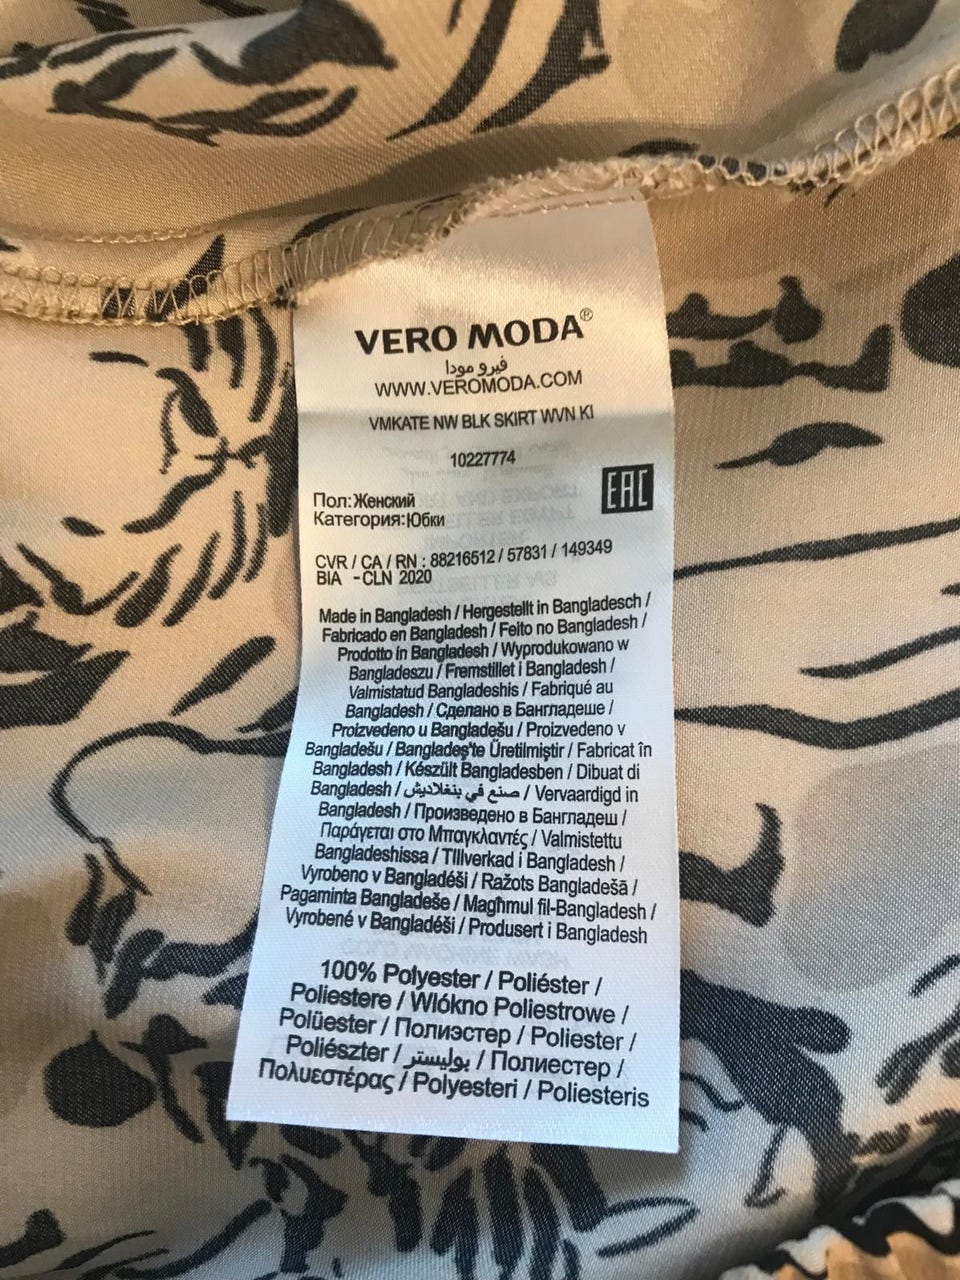 VERO MODA®
فيرو مودا
WWW.VEROMODA.COM
VMKATE NW BLK SKIRT WVN KI
10227774
EAC
Пол:Женский
Категория:Юбки
CVR / CA / RN : 88216512 / 57831 / 149349
BIA -CLN 2020
Made in Bangladesh / Hergestellt in Bangladesch /
Fabricado en Bangladesh / Feito no Bangladesh /
Prodotto in Bangladesh / Wyprodukowano w
Bangladeszu / Fremstillet i Bangladesh /
Valmistatud Bangladeshis / Fabriqué au
Bangladesh / Сделано в Бангладеше /
Proizvedeno u Bangladešu / Proizvedeno v
Bangladešu / Bangladeş'te Üretilmiştir / Fabricat în
Bangladesh / Készült Bangladesben / Dibuat di
Bangladesh / صنع في بنغلاديش / Vervaardigd in
Bangladesh / Произведено в Бангладеш /
Παράγεται στο Μπαγκλαντές / Valmistettu
Bangladeshissa / TIllverkad i Bangladesh /
Vyrobeno v Bangladéši / Ražots Bangladešā /
Pagaminta Bangladeše / Magħmul fil-Bangladesh /
Vyrobené v Bangladéši / Produsert i Bangladesh
100% Polyester / Poliéster /
Poliestere / Wlókno Poliestrowe /
Polüester / Полиэстер / Poliester /
Poliészter / بوليستر / Полиестер /
Πολυεστέρας / Polyesteri / Poliesteris